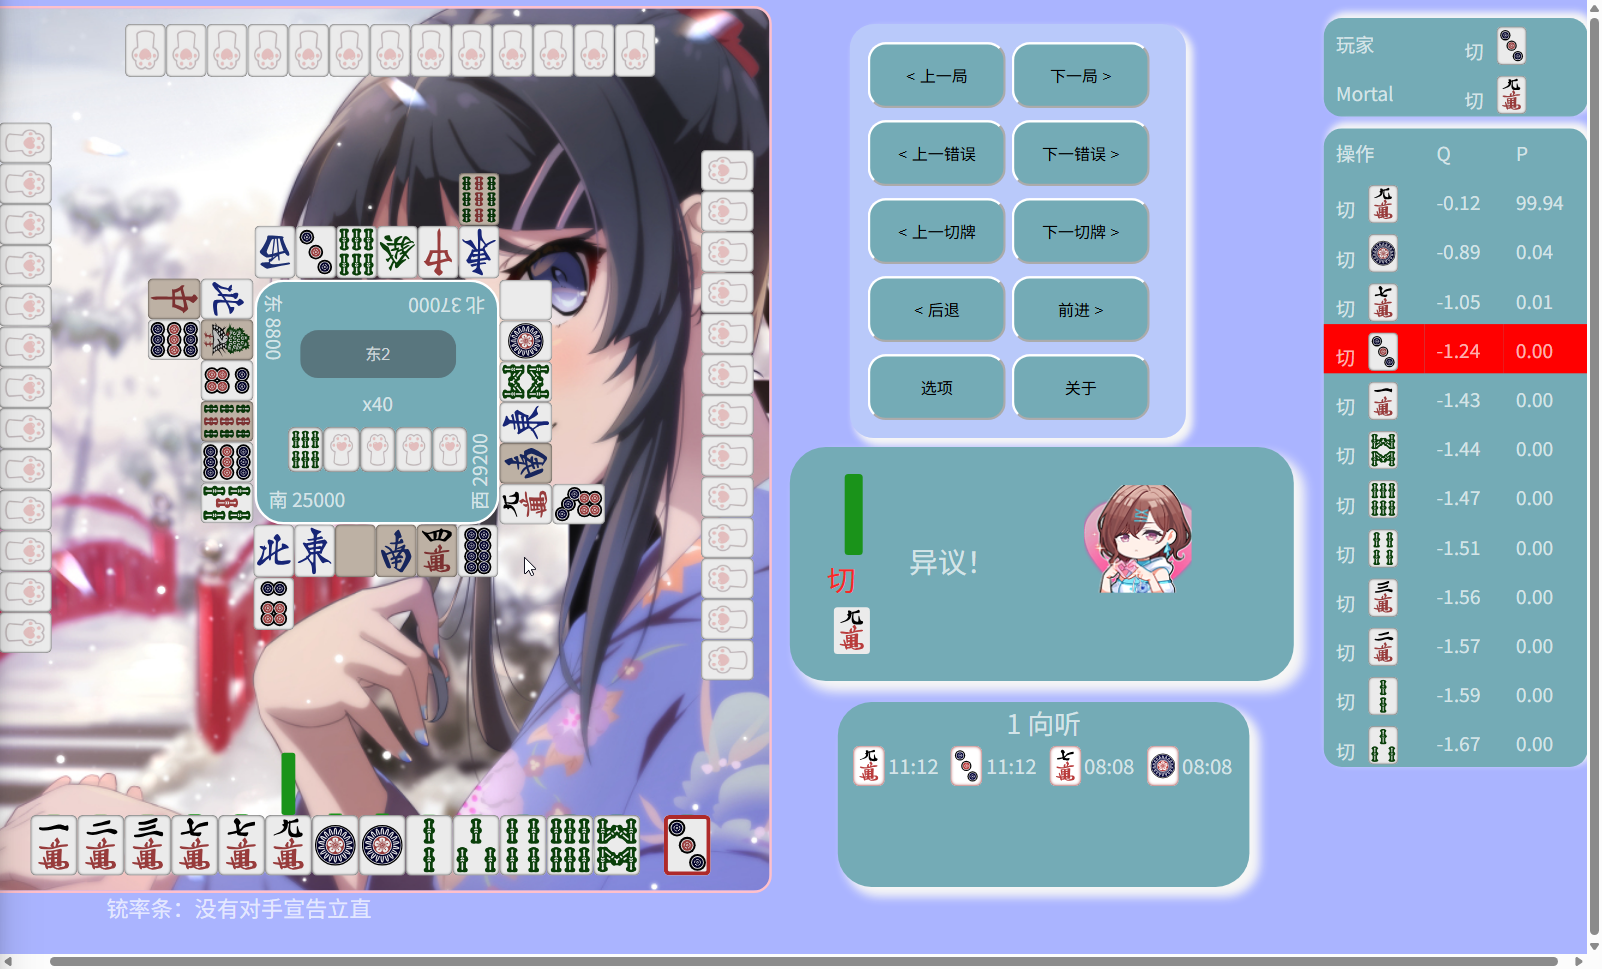 < 上一局
下一局 >
< 上一错误
下一错误 >
< 上一切牌
下一切牌 >
< 后退
前进 >
选项
关于
东 8800
北 37000
东2
x40
南 25000
西 29200
异议!
切
1 向听
11:12
11:12
08:08
08:08
铳率条：没有对手宣告立直
玩家 切
Mortal 切
操作 Q P
切 -0.12 99.94
切 -0.89 0.04
切 -1.05 0.01
切 -1.24 0.00
切 -1.43 0.00
切 -1.44 0.00
切 -1.47 0.00
切 -1.51 0.00
切 -1.56 0.00
切 -1.57 0.00
切 -1.59 0.00
切 -1.67 0.00